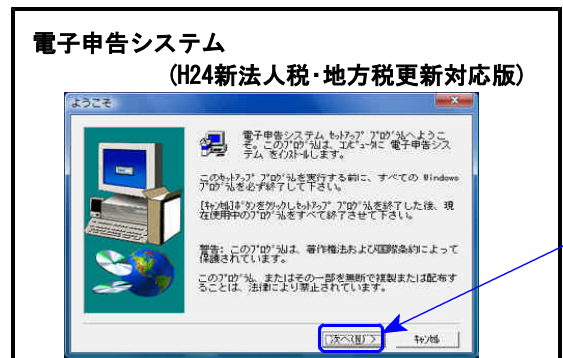 電子申告システム
(H24新法人税・地方税更新対応版)
ようこそ
電子申告システム ｾｯﾄｱｯﾌﾟ ﾌﾟﾛｸﾞﾗﾑへようこ
そ。このﾌﾟﾛｸﾞﾗﾑは、ｺﾝﾋﾟｭｰﾀに 電子申告シス
テム をｲﾝｽﾄｰﾙします。
このｾｯﾄｱｯﾌﾟ ﾌﾟﾛｸﾞﾗﾑを実行する前に、すべての Windows
ﾌﾟﾛｸﾞﾗﾑを必ず終了して下さい。
[ｷｬﾝｾﾙ]ﾎﾞﾀﾝをｸﾘｯｸしｾｯﾄｱｯﾌﾟ ﾌﾟﾛｸﾞﾗﾑを終了した後、現
在使用中のﾌﾟﾛｸﾞﾗﾑをすべて終了させて下さい。
警告: このﾌﾟﾛｸﾞﾗﾑは、著作権法および国際条約によって
保護されています。
このﾌﾟﾛｸﾞﾗﾑ、またはその一部を無断で複製または配布す
ることは、法律により禁止されています。
次へ(N) >
ｷｬﾝｾﾙ